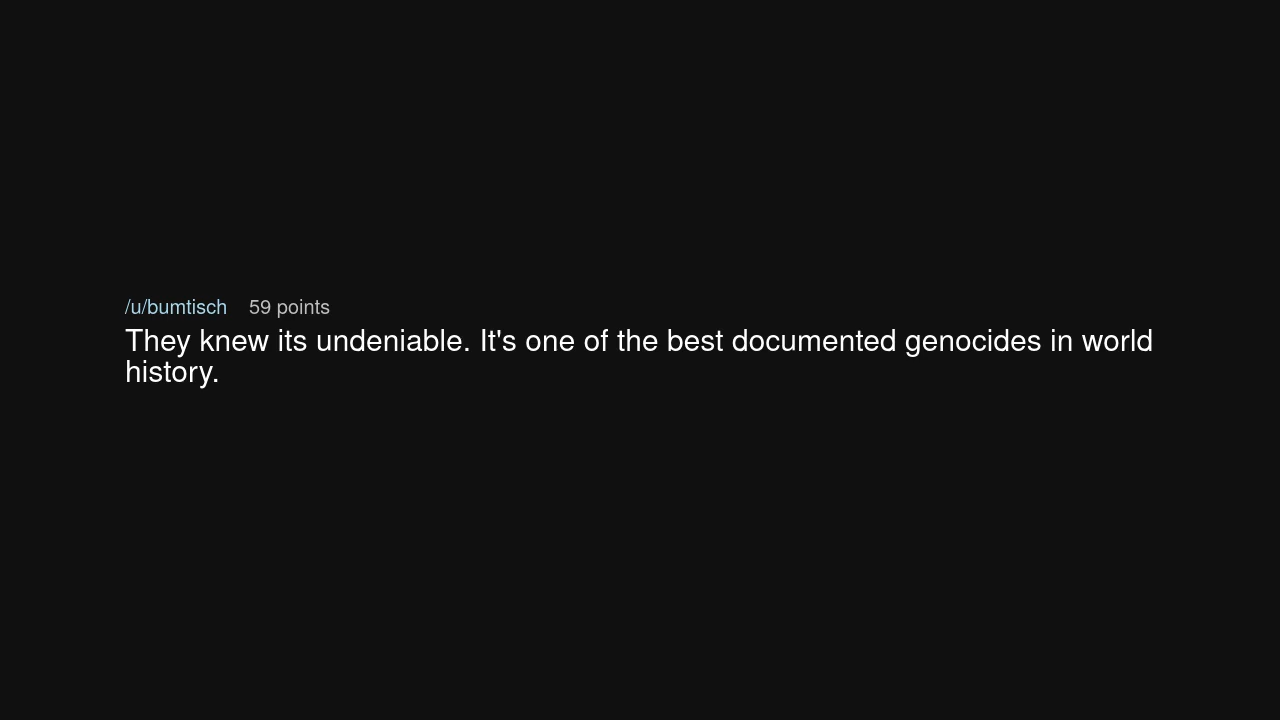 /u/bumtisch 59 points
They knew its undeniable. It's one of the best documented genocides in world
history.